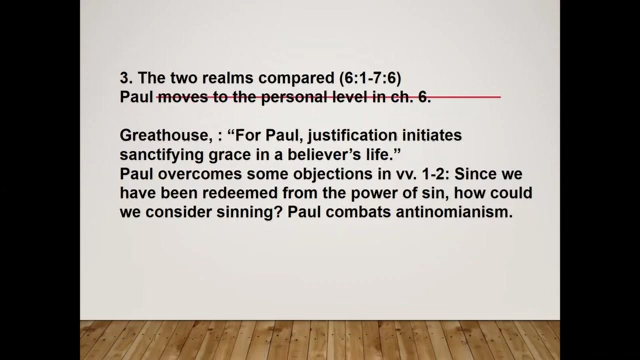 3. The two realms compared (6:1-7:6)
Paul moves to the personal level in ch. 6.
Greathouse, : “For Paul, justification initiates
sanctifying grace in a believer’s life.”
Paul overcomes some objections in vv. 1-2: Since we
have been redeemed from the power of sin, how could
we consider sinning? Paul combats antinomianism.